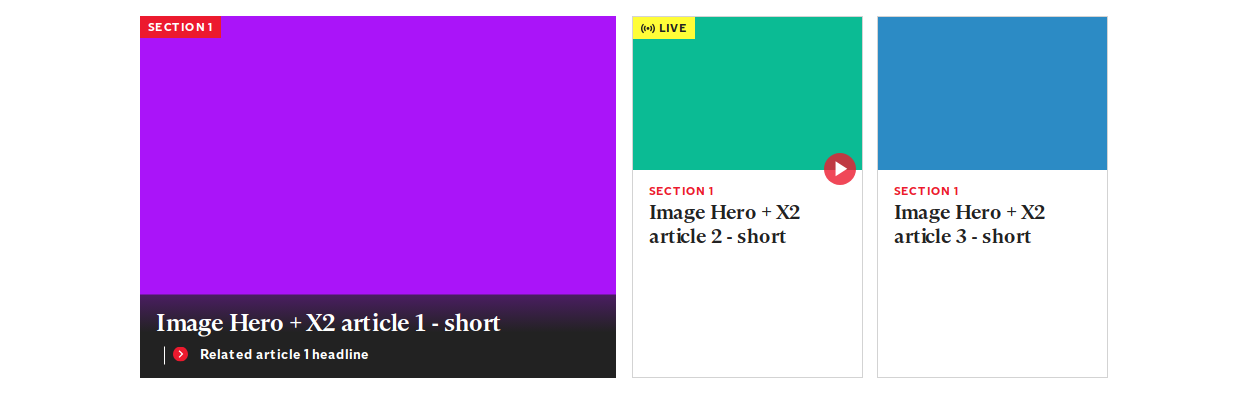 SECTION 1
Image Hero + X2 article 1 - short
Related article 1 headline
LIVE
SECTION 1
Image Hero + X2
article 2 - short
SECTION 1
Image Hero + X2
article 3 - short